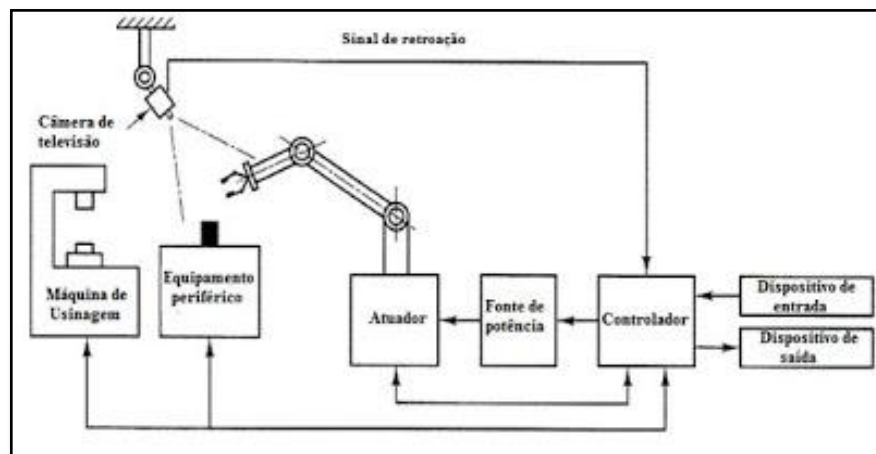 Sinal de retroação
Câmera de
televisão
Máquina de
Usinagem
Equipamento
periférico
Atuador
Fonte de
potência
Controlador
Dispositivo de
entrada
Dispositivo de
saída